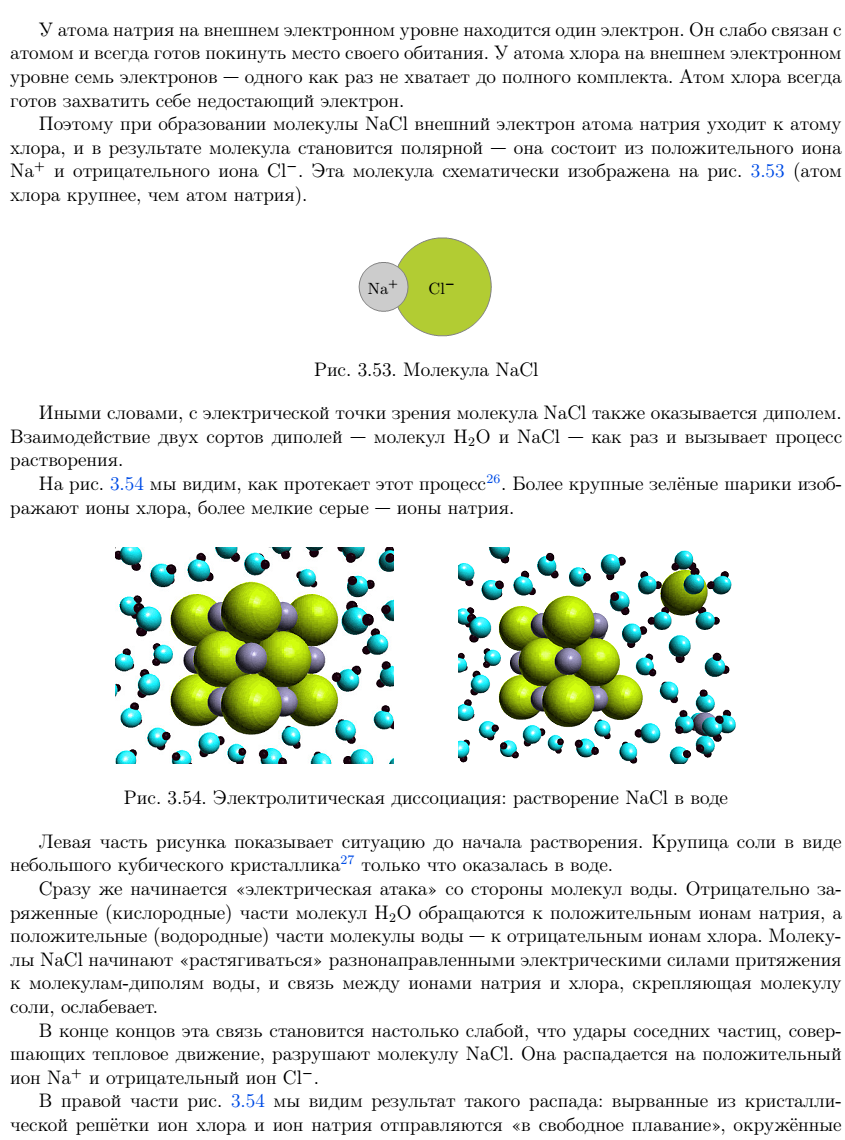 У атома натрия на внешнем электронном уровне находится один электрон. Он слабо связан с
атомом и всегда готов покинуть место своего обитания. У атома хлора на внешнем электронном
уровне семь электронов — одного как раз не хватает до полного комплекта. Атом хлора всегда
готов захватить себе недостающий электрон.
Поэтому при образовании молекулы NaCl внешний электрон атома натрия уходит к атому
хлора, и в результате молекула становится полярной — она состоит из положительного иона
Na⁺ и отрицательного иона Cl⁻. Эта молекула схематически изображена на рис. 3.53 (атом
хлора крупнее, чем атом натрия).
Na⁺ Cl⁻
Рис. 3.53. Молекула NaCl
Иными словами, с электрической точки зрения молекула NaCl также оказывается диполем.
Взаимодействие двух сортов диполей — молекул H₂O и NaCl — как раз и вызывает процесс
растворения.
На рис. 3.54 мы видим, как протекает этот процесс²⁶. Более крупные зелёные шарики изоб-
ражают ионы хлора, более мелкие серые — ионы натрия.
Рис. 3.54. Электролитическая диссоциация: растворение NaCl в воде
Левая часть рисунка показывает ситуацию до начала растворения. Крупица соли в виде
небольшого кубического кристаллика²⁷ только что оказалась в воде.
Сразу же начинается «электрическая атака» со стороны молекул воды. Отрицательно за-
ряженные (кислородные) части молекул H₂O обращаются к положительным ионам натрия, а
положительные (водородные) части молекулы воды — к отрицательным ионам хлора. Молеку-
лы NaCl начинают «растягиваться» разнонаправленными электрическими силами притяжения
к молекулам-диполям воды, и связь между ионами натрия и хлора, скрепляющая молекулу
соли, ослабевает.
В конце концов эта связь становится настолько слабой, что удары соседних частиц, совер-
шающих тепловое движение, разрушают молекулу NaCl. Она распадается на положительный
ион Na⁺ и отрицательный ион Cl⁻.
В правой части рис. 3.54 мы видим результат такого распада: вырванные из кристалли-
ческой решётки ион хлора и ион натрия отправляются «в свободное плавание», окружённые